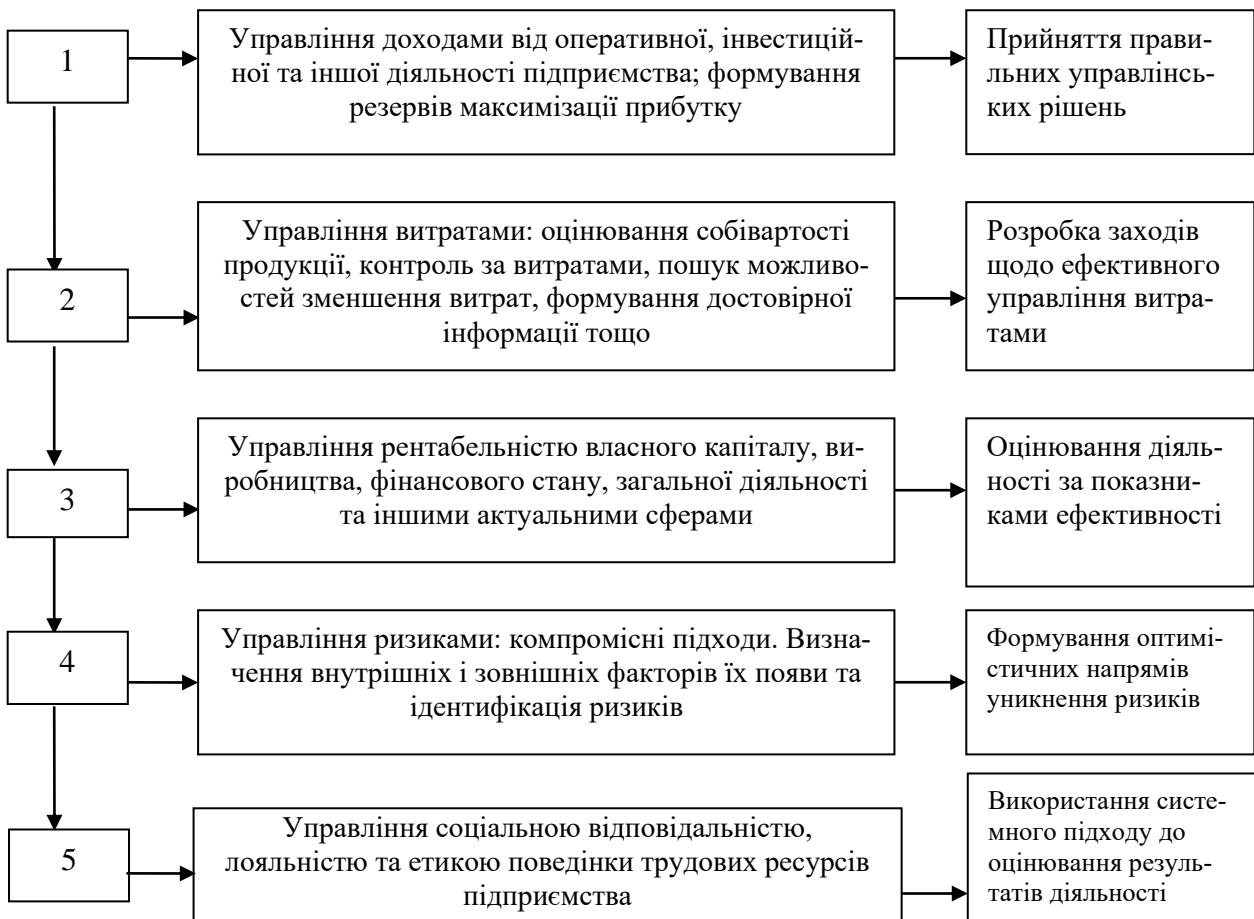 1
Управління доходами від оперативної, інвестицій-
ної та іншої діяльності підприємства; формування
резервів максимізації прибутку
Прийняття прави-
льних управлінсь-
ких рішень
2
Управління витратами: оцінювання собівартості
продукції, контроль за витратами, пошук можливо-
стей зменшення витрат, формування достовірної
інформації тощо
Розробка заходів
щодо ефективного
управління витра-
тами
3
Управління рентабельністю власного капіталу, ви-
робництва, фінансового стану, загальної діяльності
та іншими актуальними сферами
Оцінювання діяль-
ності за показни-
ками ефективності
4
Управління ризиками: компромісні підходи. Визна-
чення внутрішніх і зовнішніх факторів їх появи та
ідентифікація ризиків
Формування оптимі-
стичних напрямів
уникнення ризиків
5
Управління соціальною відповідальністю,
лояльністю та етикою поведінки трудових ресурсів
підприємства
Використання систе-
много підходу до
оцінювання резуль-
татів діяльності